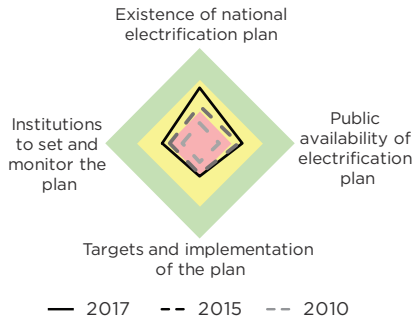 Existence of national
electrification plan
Institutions
to set and
monitor the
plan
Public
availability of
electrification
plan
Targets and implementation
of the plan
2017 2015 2010